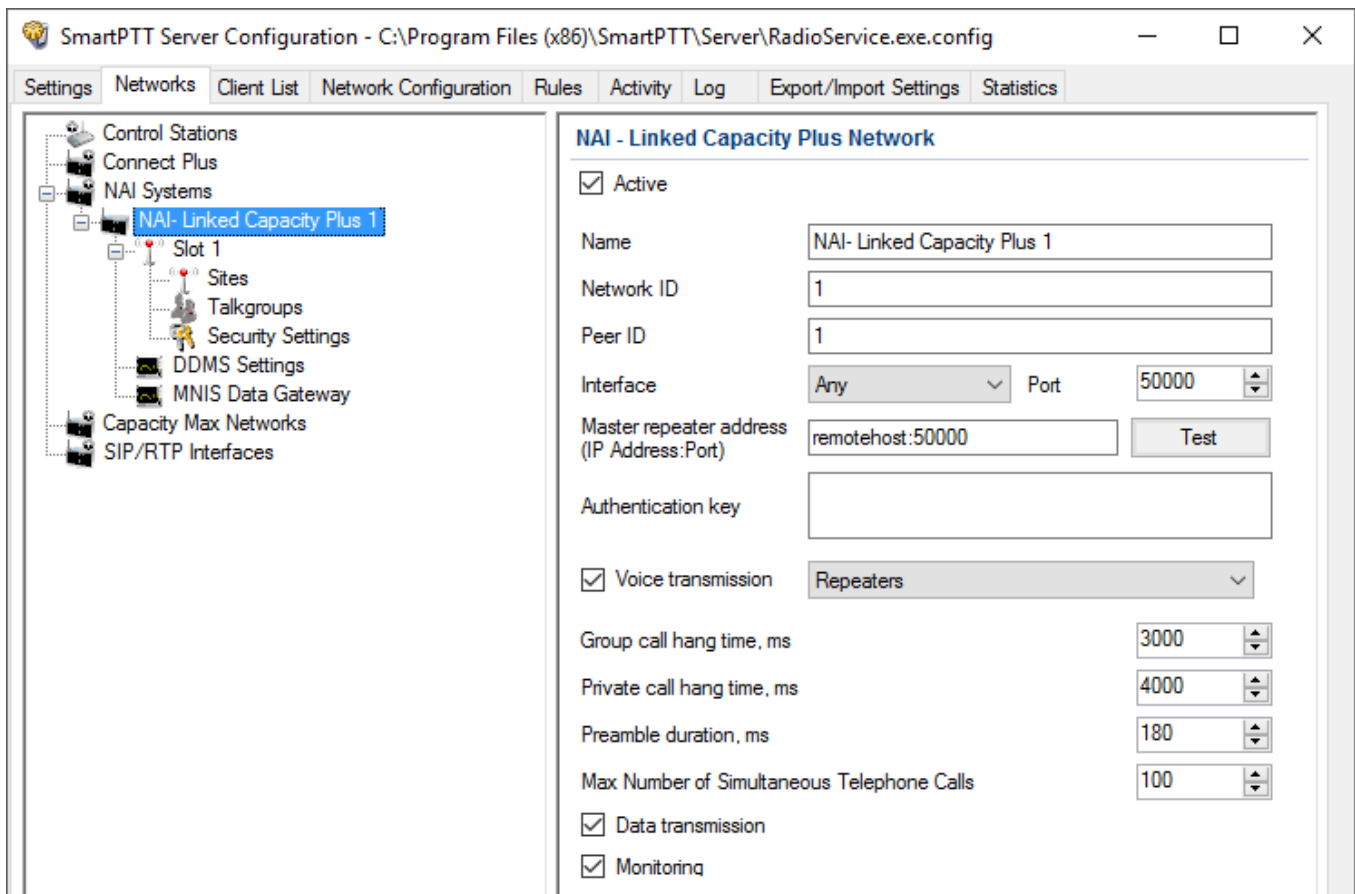 SmartPTT Server Configuration - C:\Program Files (x86)\SmartPTT\Server\RadioService.exe.config
Settings Networks Client List Network Configuration Rules Activity Log Export/Import Settings Statistics
Control Stations
Connect Plus
NAI Systems
NAI- Linked Capacity Plus 1
Slot 1
Sites
Talkgroups
Security Settings
DDMS Settings
MNIS Data Gateway
Capacity Max Networks
SIP/RTP Interfaces
NAI - Linked Capacity Plus Network
Active
Name NAI- Linked Capacity Plus 1
Network ID 1
Peer ID 1
Interface Any Port 50000
Master repeater address
(IP Address:Port) remotehost:50000 Test
Authentication key
Voice transmission Repeaters
Group call hang time, ms 3000
Private call hang time, ms 4000
Preamble duration, ms 180
Max Number of Simultaneous Telephone Calls 100
Data transmission
Monitoring